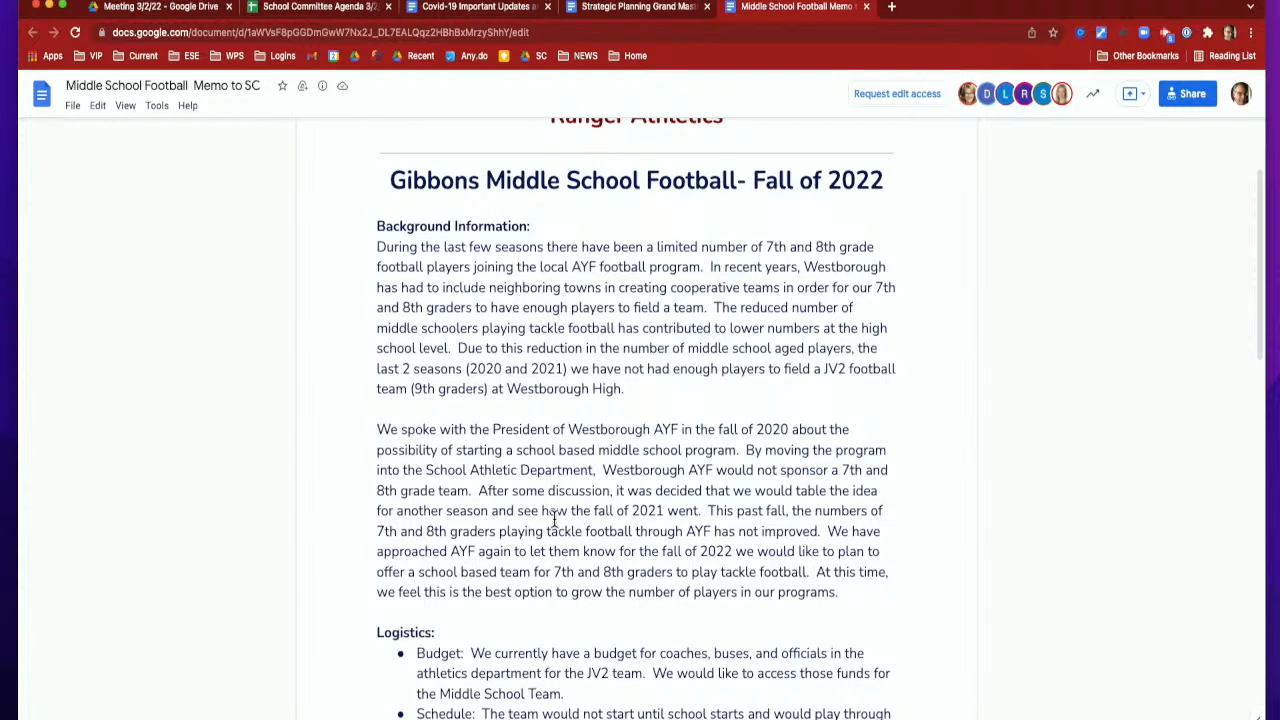 Meeting 3/2/22 - Google Drive
School Committee Agenda 3/2
Covid-19 Important Updates a
Strategic Planning Grand Mast
Middle School Football Memo t
docs.google.com/document/d/1aWVsF8pGGDmGwW7Nx2J_DL7EALQqz2HBhBxMrzyShhY/edit
Apps VIP Current ESE WPS Logins Recent Any.do SC NEWS Home Other Bookmarks Reading List
Middle School Football Memo to SC
File Edit View Tools Help
Request edit access
D L R S
Share
Ranger Athletics
Gibbons Middle School Football- Fall of 2022
Background Information:
During the last few seasons there have been a limited number of 7th and 8th grade
football players joining the local AYF football program. In recent years, Westborough
has had to include neighboring towns in creating cooperative teams in order for our 7th
and 8th graders to have enough players to field a team. The reduced number of
middle schoolers playing tackle football has contributed to lower numbers at the high
school level. Due to this reduction in the number of middle school aged players, the
last 2 seasons (2020 and 2021) we have not had enough players to field a JV2 football
team (9th graders) at Westborough High.
We spoke with the President of Westborough AYF in the fall of 2020 about the
possibility of starting a school based middle school program. By moving the program
into the School Athletic Department, Westborough AYF would not sponsor a 7th and
8th grade team. After some discussion, it was decided that we would table the idea
for another season and see how the fall of 2021 went. This past fall, the numbers of
7th and 8th graders playing tackle football through AYF has not improved. We have
approached AYF again to let them know for the fall of 2022 we would like to plan to
offer a school based team for 7th and 8th graders to play tackle football. At this time,
we feel this is the best option to grow the number of players in our programs.
Logistics:
● Budget: We currently have a budget for coaches, buses, and officials in the
athletics department for the JV2 team. We would like to access those funds for
the Middle School Team.
● Schedule: The team would not start until school starts and would play through